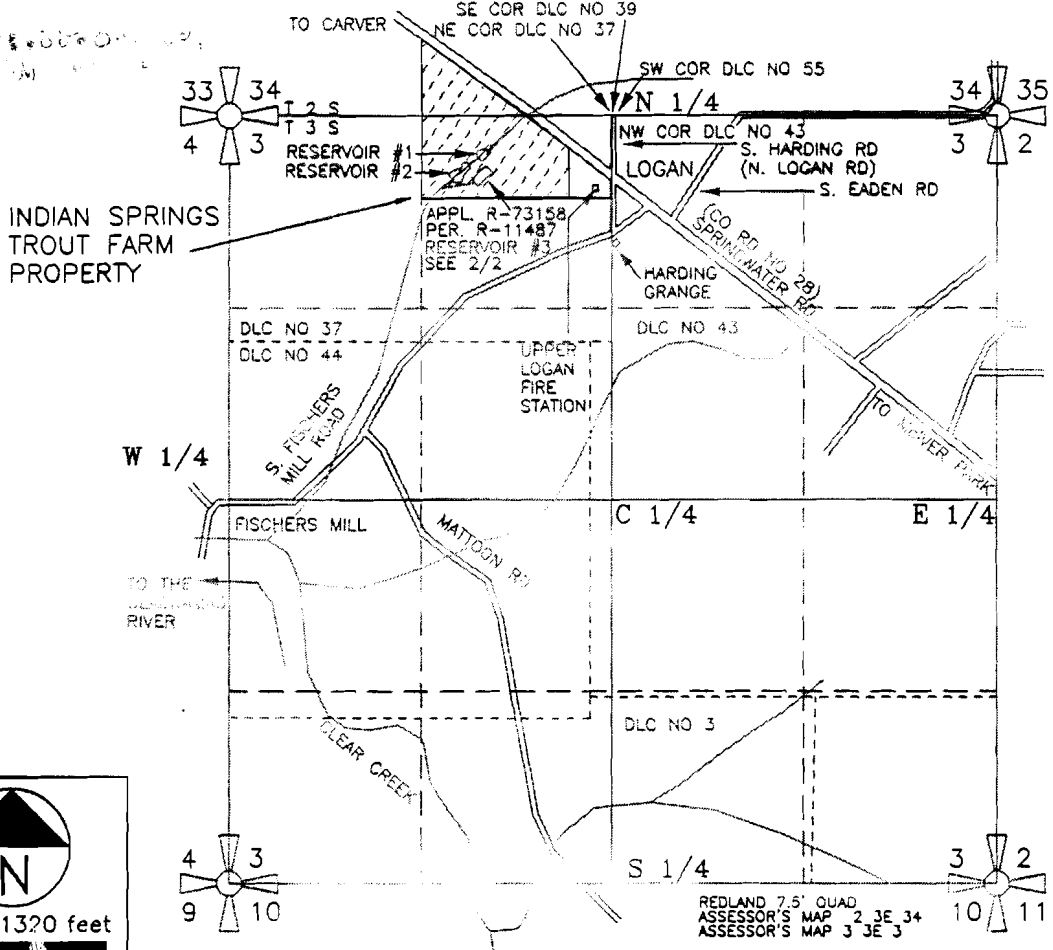 SE COR DLC NO 39
TO CARVER
NE COR DLC NO 37
SW COR DLC NO 55
33 34
34 35
T 2 S
N 1/4
T 3 S
4 3
3 2
NW COR DLC NO 43
RESERVOIR #1
S. HARDING RD
LOGAN
(N. LOGAN RD)
RESERVOIR #2
S. EADEN RD
INDIAN SPRINGS
TROUT FARM
PROPERTY
APPL. R-73158
PER. R-11487
RESERVOIR #3
SEE 2/2
(CO RD NO 28)
SPRINGWATER RD
HARDING
GRANGE
DLC NO 37
DLC NO 43
DLC NO 44
UPPER
LOGAN
FIRE
STATION
S. FISCHERS
MILL ROAD
TO MCIVER PARK
W 1/4
C 1/4
E 1/4
FISCHERS MILL
MATTOON RD
TO THE
RIVER
DLC NO 3
CLEAR CREEK
N
1320 feet
4 3
9 10
S 1/4
3 2
10 11
REDLAND 7.5' QUAD
ASSESSOR'S MAP 2 3E 34
ASSESSOR'S MAP 3 3E 3